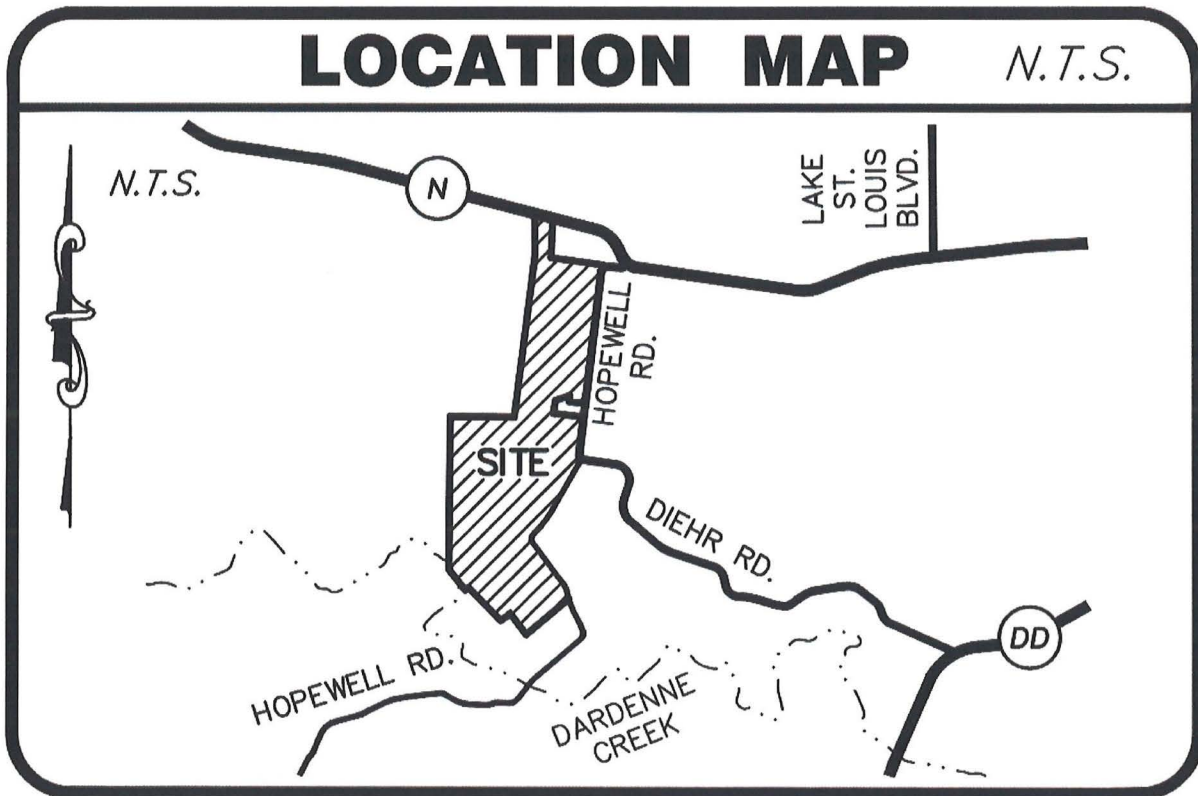 LOCATION MAP N.T.S.
N.T.S.
N
LAKE
ST.
LOUIS
BLVD.
HOPEWELL
RD.
SITE
DIEHR RD.
DD
HOPEWELL RD.
DARDENNE
CREEK